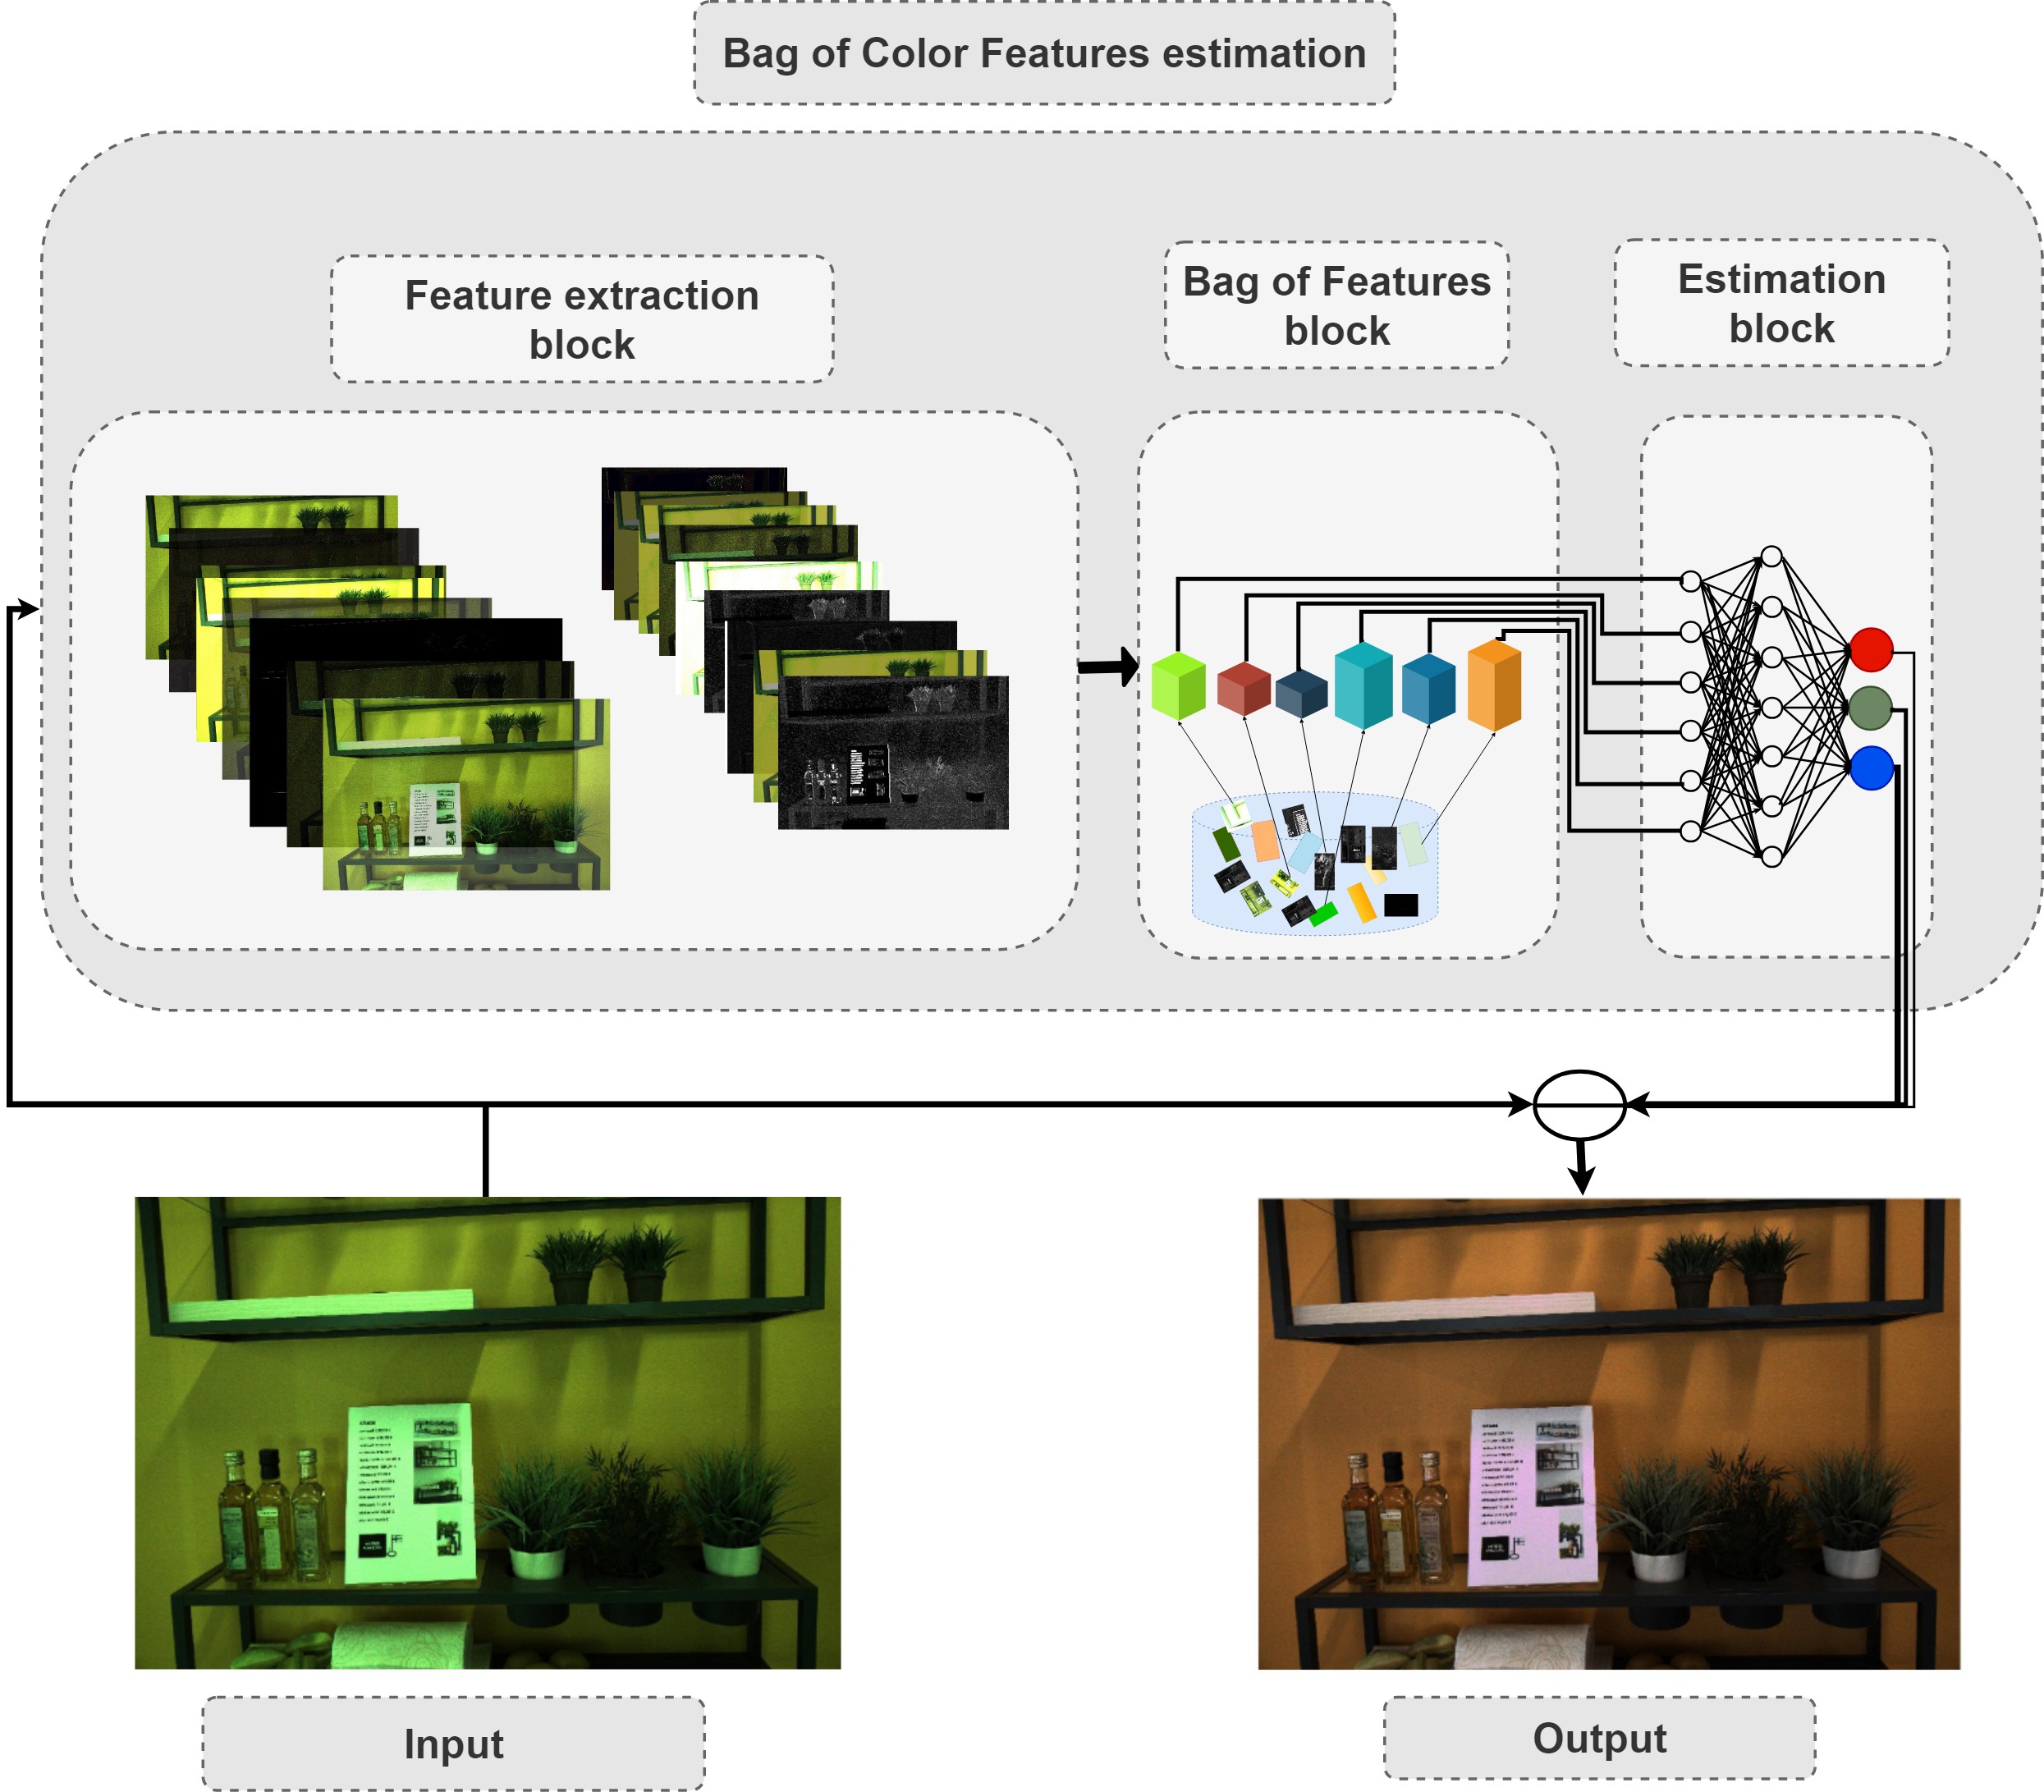 Bag of Color Features estimation
Feature extraction
block
Bag of Features
block
Estimation
block
Input
Output